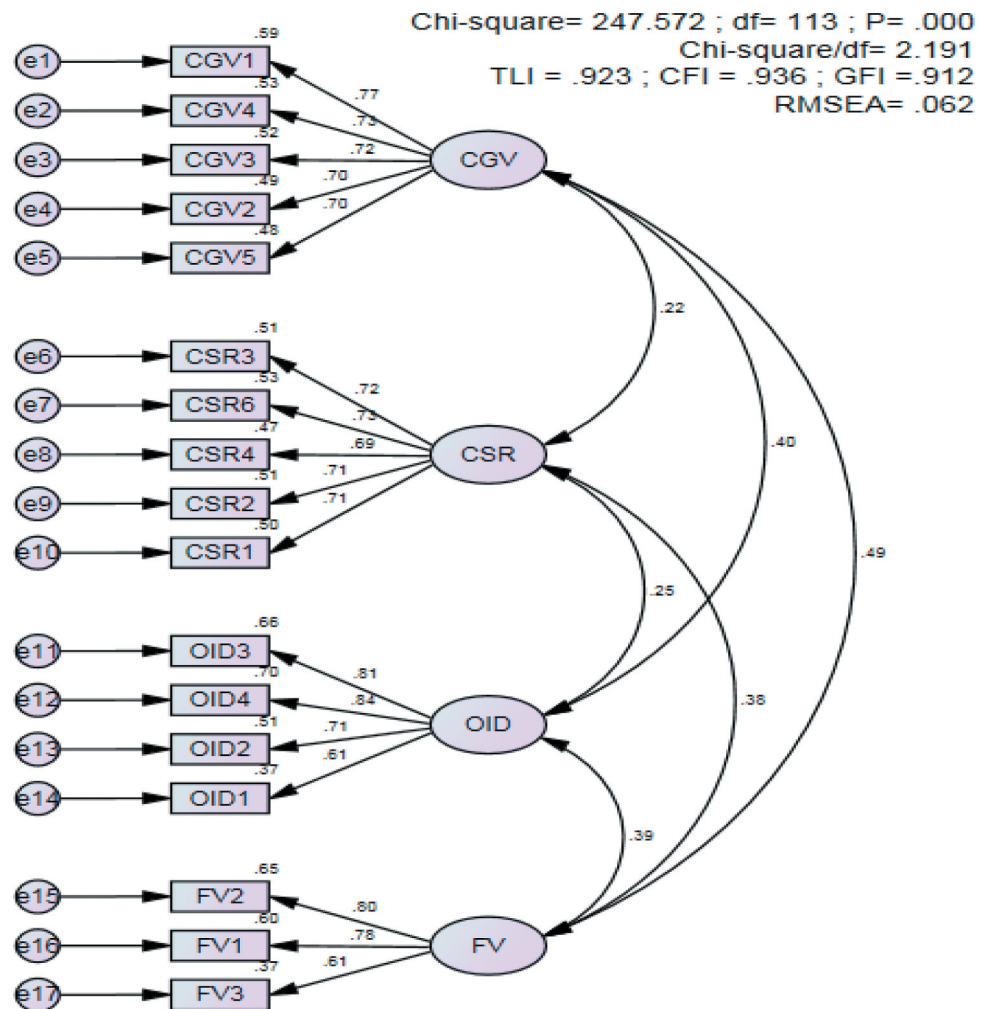 Chi-square= 247.572 ; df= 113 ; P= .000
Chi-square/df= 2.191
TLI = .923 ; CFI = .936 ; GFI =.912
RMSEA= .062
.59
e1 CGV1
.77
.53
e2 CGV4
.73
.52
e3 CGV3
.72
CGV
.49
e4 CGV2
.70
.48
e5 CGV5
.70
.22
.40
.49
.51
e6 CSR3
.72
.53
e7 CSR6
.73
.47
e8 CSR4
.69
CSR
.51
e9 CSR2
.71
.50
e10 CSR1
.71
.25
.38
.66
e11 OID3
.81
.70
e12 OID4
.84
OID
.51
e13 OID2
.71
.37
e14 OID1
.61
.39
.65
e15 FV2
.80
.60
e16 FV1
.78
FV
.37
e17 FV3
.61